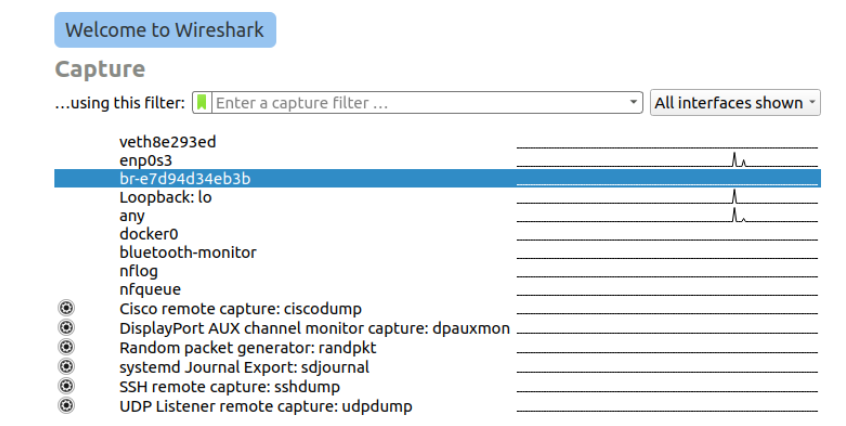 Welcome to Wireshark
Capture
...using this filter: Enter a capture filter ... All interfaces shown
veth8e293ed
enp0s3
br-e7d94d34eb3b
Loopback: lo
any
docker0
bluetooth-monitor
nflog
nfqueue
Cisco remote capture: ciscodump
DisplayPort AUX channel monitor capture: dpauxmon
Random packet generator: randpkt
systemd Journal Export: sdjournal
SSH remote capture: sshdump
UDP Listener remote capture: udpdump